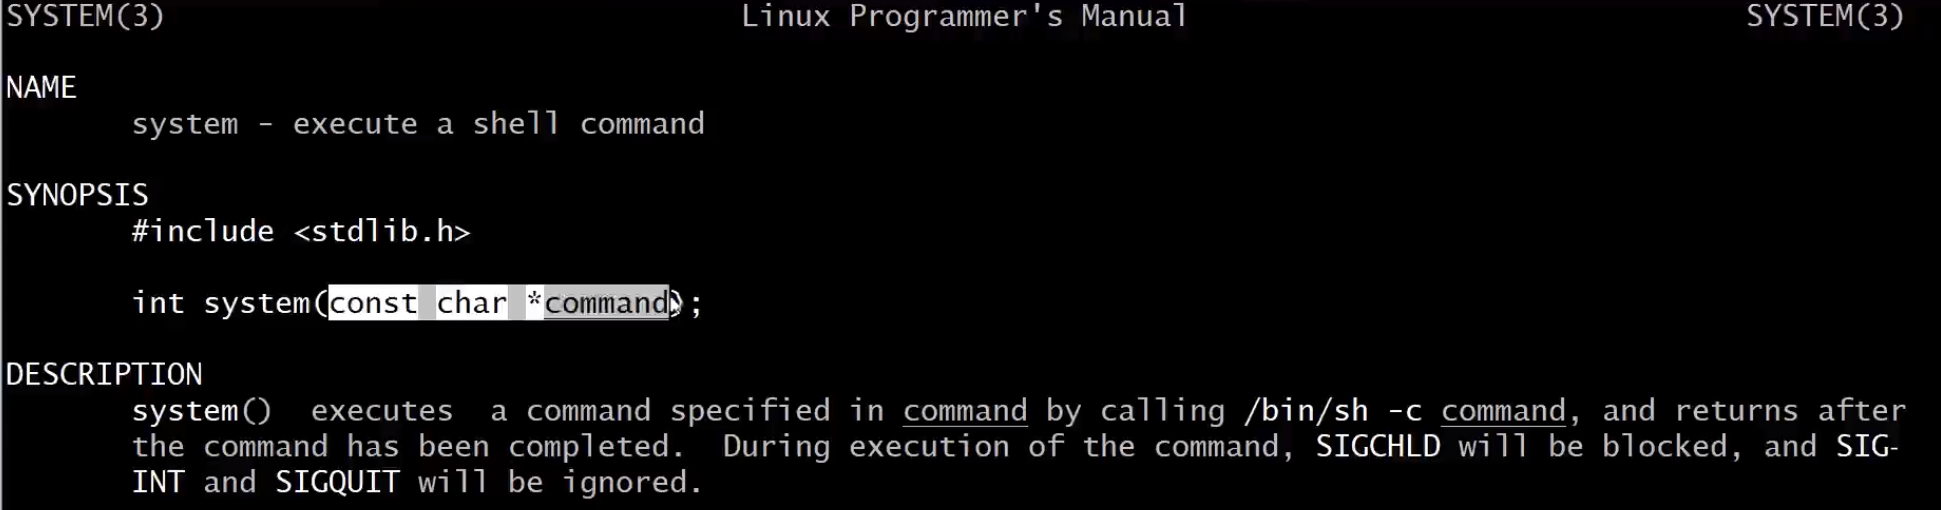 SYSTEM(3) Linux Programmer's Manual SYSTEM(3)
NAME
system - execute a shell command
SYNOPSIS
#include <stdlib.h>
int system(const char *command);
DESCRIPTION
system() executes a command specified in command by calling /bin/sh -c command, and returns after
the command has been completed. During execution of the command, SIGCHLD will be blocked, and SIG-
INT and SIGQUIT will be ignored.